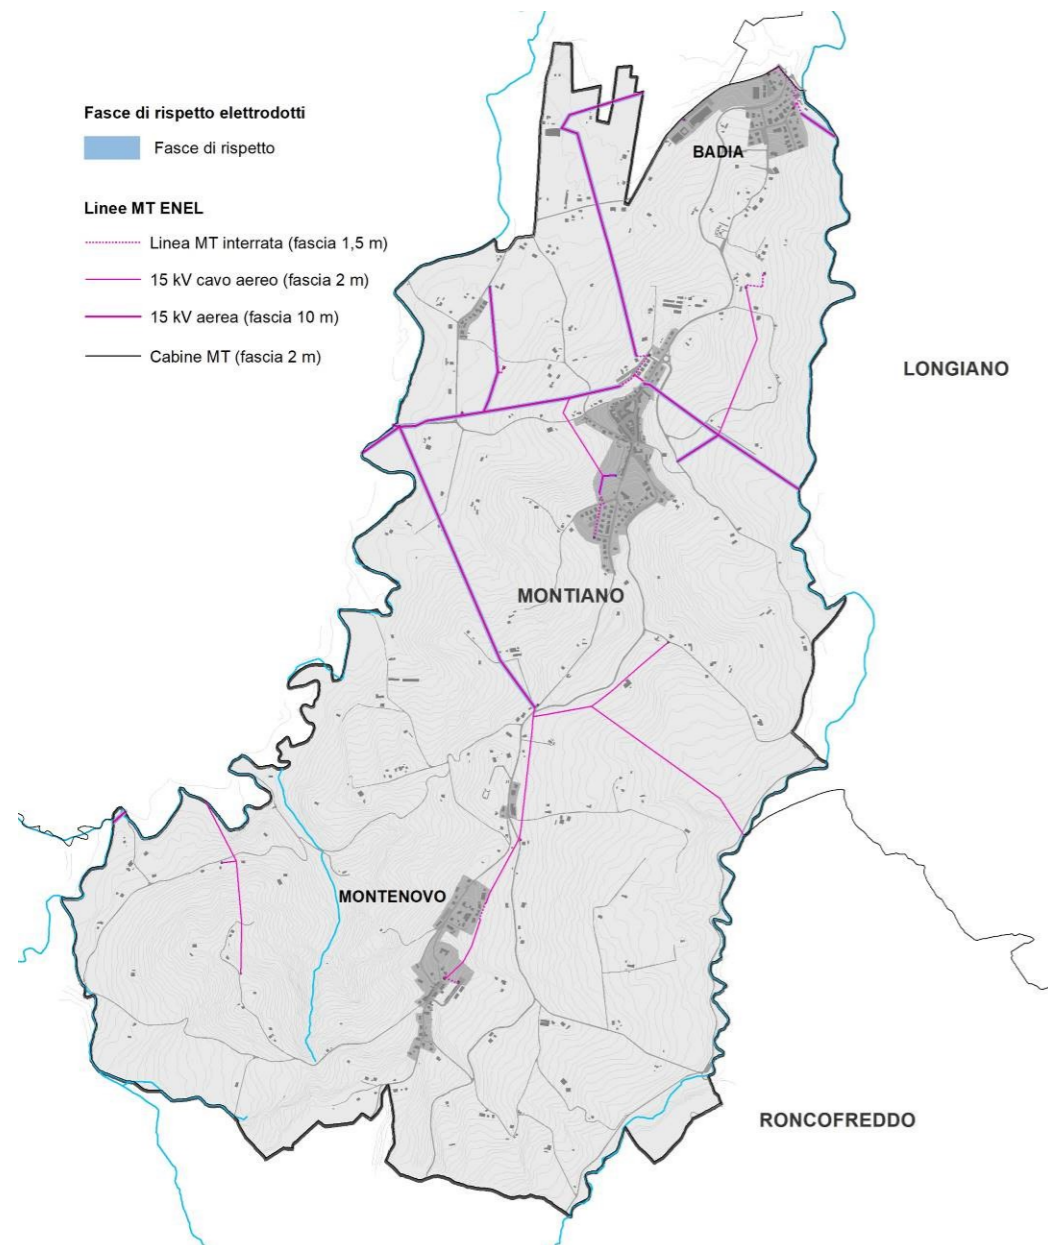 Fasce di rispetto elettrodotti
Fasce di rispetto
Linee MT ENEL
Linea MT interrata (fascia 1,5 m)
15 kV cavo aereo (fascia 2 m)
15 kV aerea (fascia 10 m)
Cabine MT (fascia 2 m)
BADIA
LONGIANO
MONTIANO
MONTENOVO
RONCOFREDDO